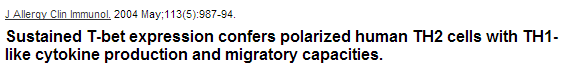 J Allergy Clin Immunol. 2004 May;113(5):987-94.
Sustained T-bet expression confers polarized human TH2 cells with TH1-
like cytokine production and migratory capacities.